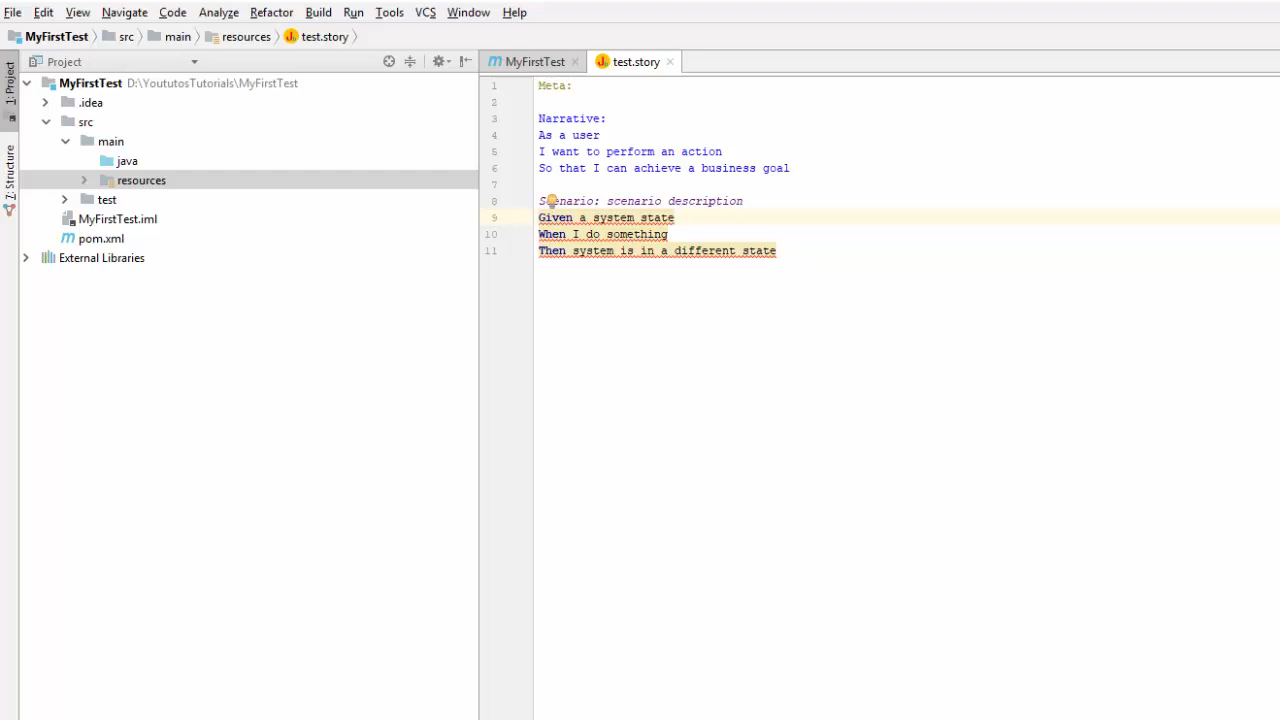 File Edit View Navigate Code Analyze Refactor Build Run Tools VCS Window Help
MyFirstTest src main resources test.story
1: Project
7: Structure
Project
MyFirstTest D:\YoututosTutorials\MyFirstTest
.idea
src
main
java
resources
test
MyFirstTest.iml
pom.xml
External Libraries
MyFirstTest test.story
1 Meta:
2
3 Narrative:
4 As a user
5 I want to perform an action
6 So that I can achieve a business goal
7
8 Scenario: scenario description
9 Given a system state
10 When I do something
11 Then system is in a different state